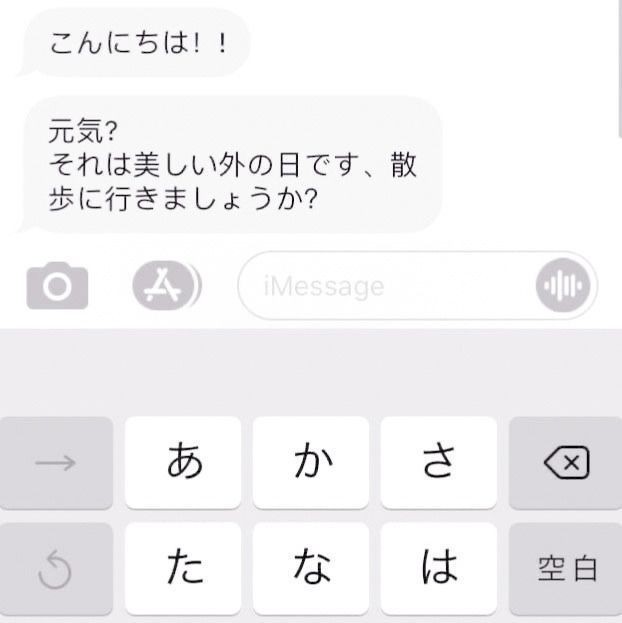 こんにちは！！
元気?
それは美しい外の日です、散
歩に行きましょうか?
iMessage
→ あ か さ
た な は 空白